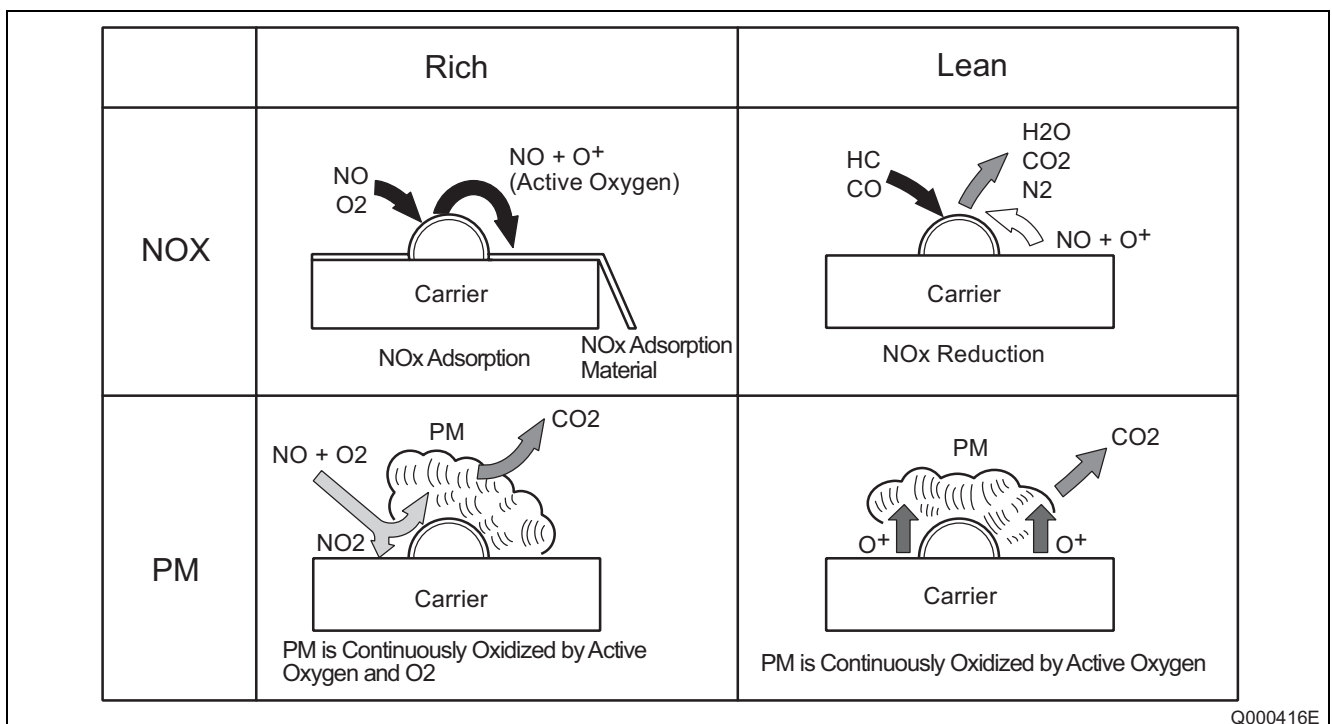 Rich
Lean
NOX
NO
O2
NO + O+
(Active Oxygen)
Carrier
NOx Adsorption
NOx Adsorption
Material
HC
CO
H2O
CO2
N2
NO + O+
Carrier
NOx Reduction
PM
NO + O2
PM
CO2
NO2
Carrier
PM is Continuously Oxidized by Active
Oxygen and O2
PM
CO2
O+
O+
Carrier
PM is Continuously Oxidized by Active Oxygen
Q000416E